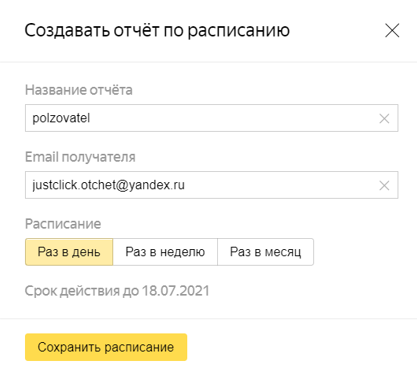 Создавать отчёт по расписанию
Название отчёта
polzovatel
Email получателя
justclick.otchet@yandex.ru
Расписание
Раз в день Раз в неделю Раз в месяц
Срок действия до 18.07.2021
Сохранить расписание